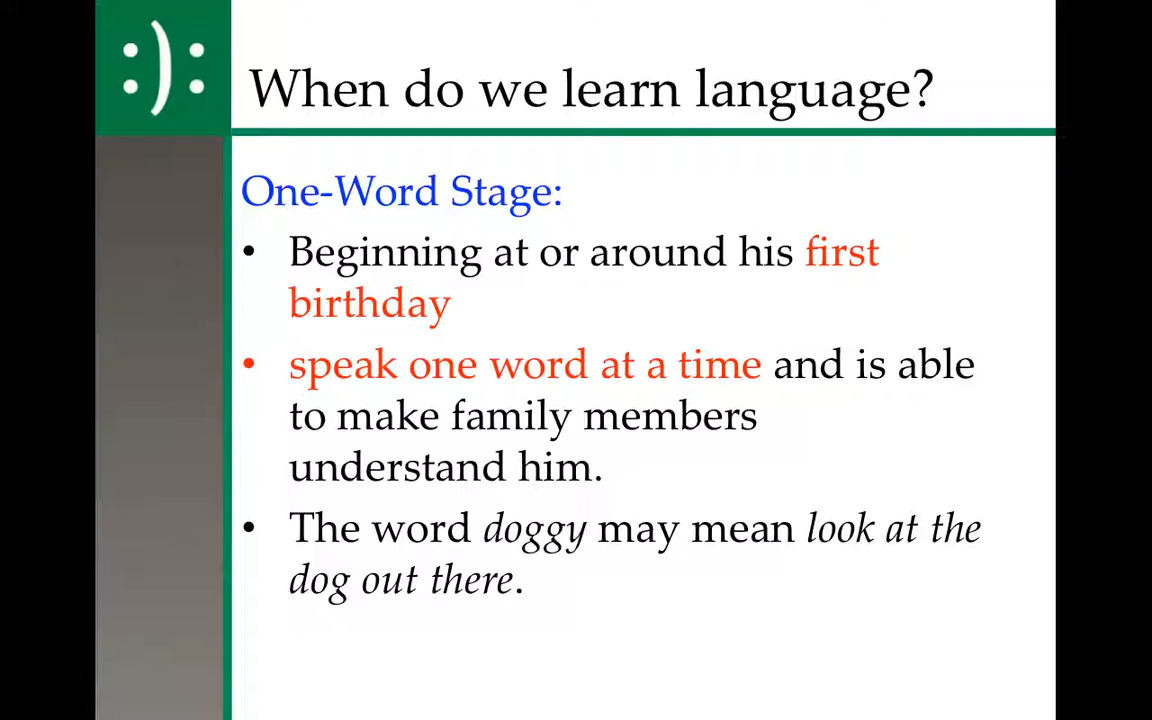 :):
When do we learn language?
One-Word Stage:
• Beginning at or around his first
birthday
• speak one word at a time and is able
to make family members
understand him.
• The word doggy may mean look at the
dog out there.